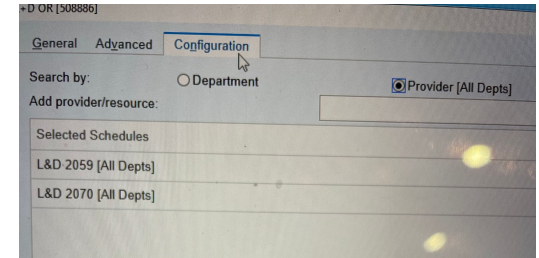 +D OR [508886]
General Advanced Configuration
Search by: Department Provider [All Depts]
Add provider/resource:
Selected Schedules
L&D 2059 [All Depts]
L&D 2070 [All Depts]